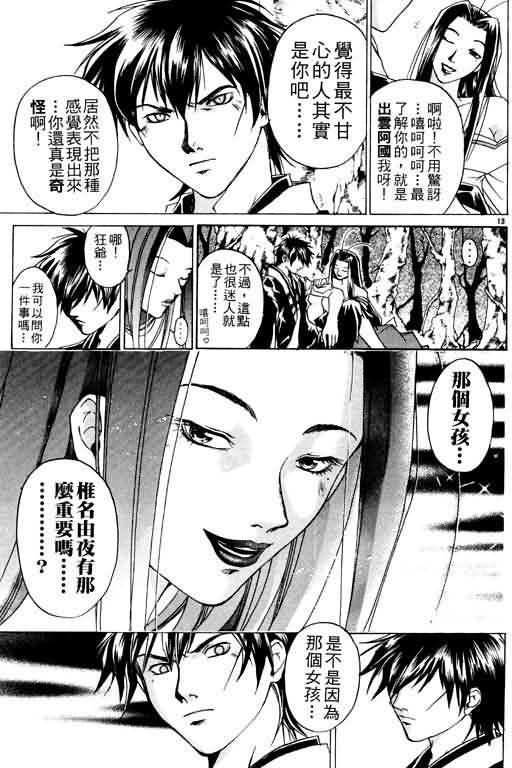 啊啦！不用驚訝
…嘻呵呵…最
了解你的，就是
出雲阿國我呀！
覺得最不甘
心的人其實
是你吧……
居然不把那種
感覺表現出來
…你還真是奇
怪啊！
13
不過，這點
也很迷人就
是了……
嘻呵呵♡
…
哪！
狂爺…
…
我可以問你
一件事嗎…
那個女孩…
椎名由夜有那
麼重要嗎……
…………？
是不是因為
那個女孩…